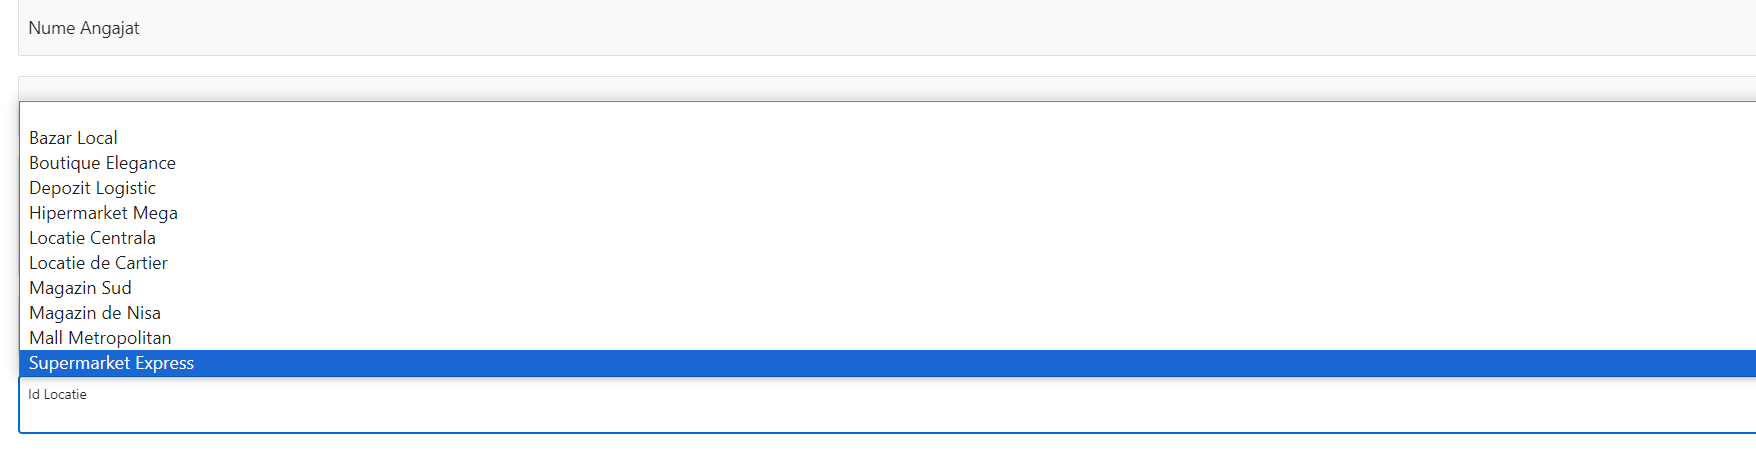 Nume Angajat
Bazar Local
Boutique Elegance
Depozit Logistic
Hipermarket Mega
Locatie Centrala
Locatie de Cartier
Magazin Sud
Magazin de Nisa
Mall Metropolitan
Supermarket Express
Id Locatie